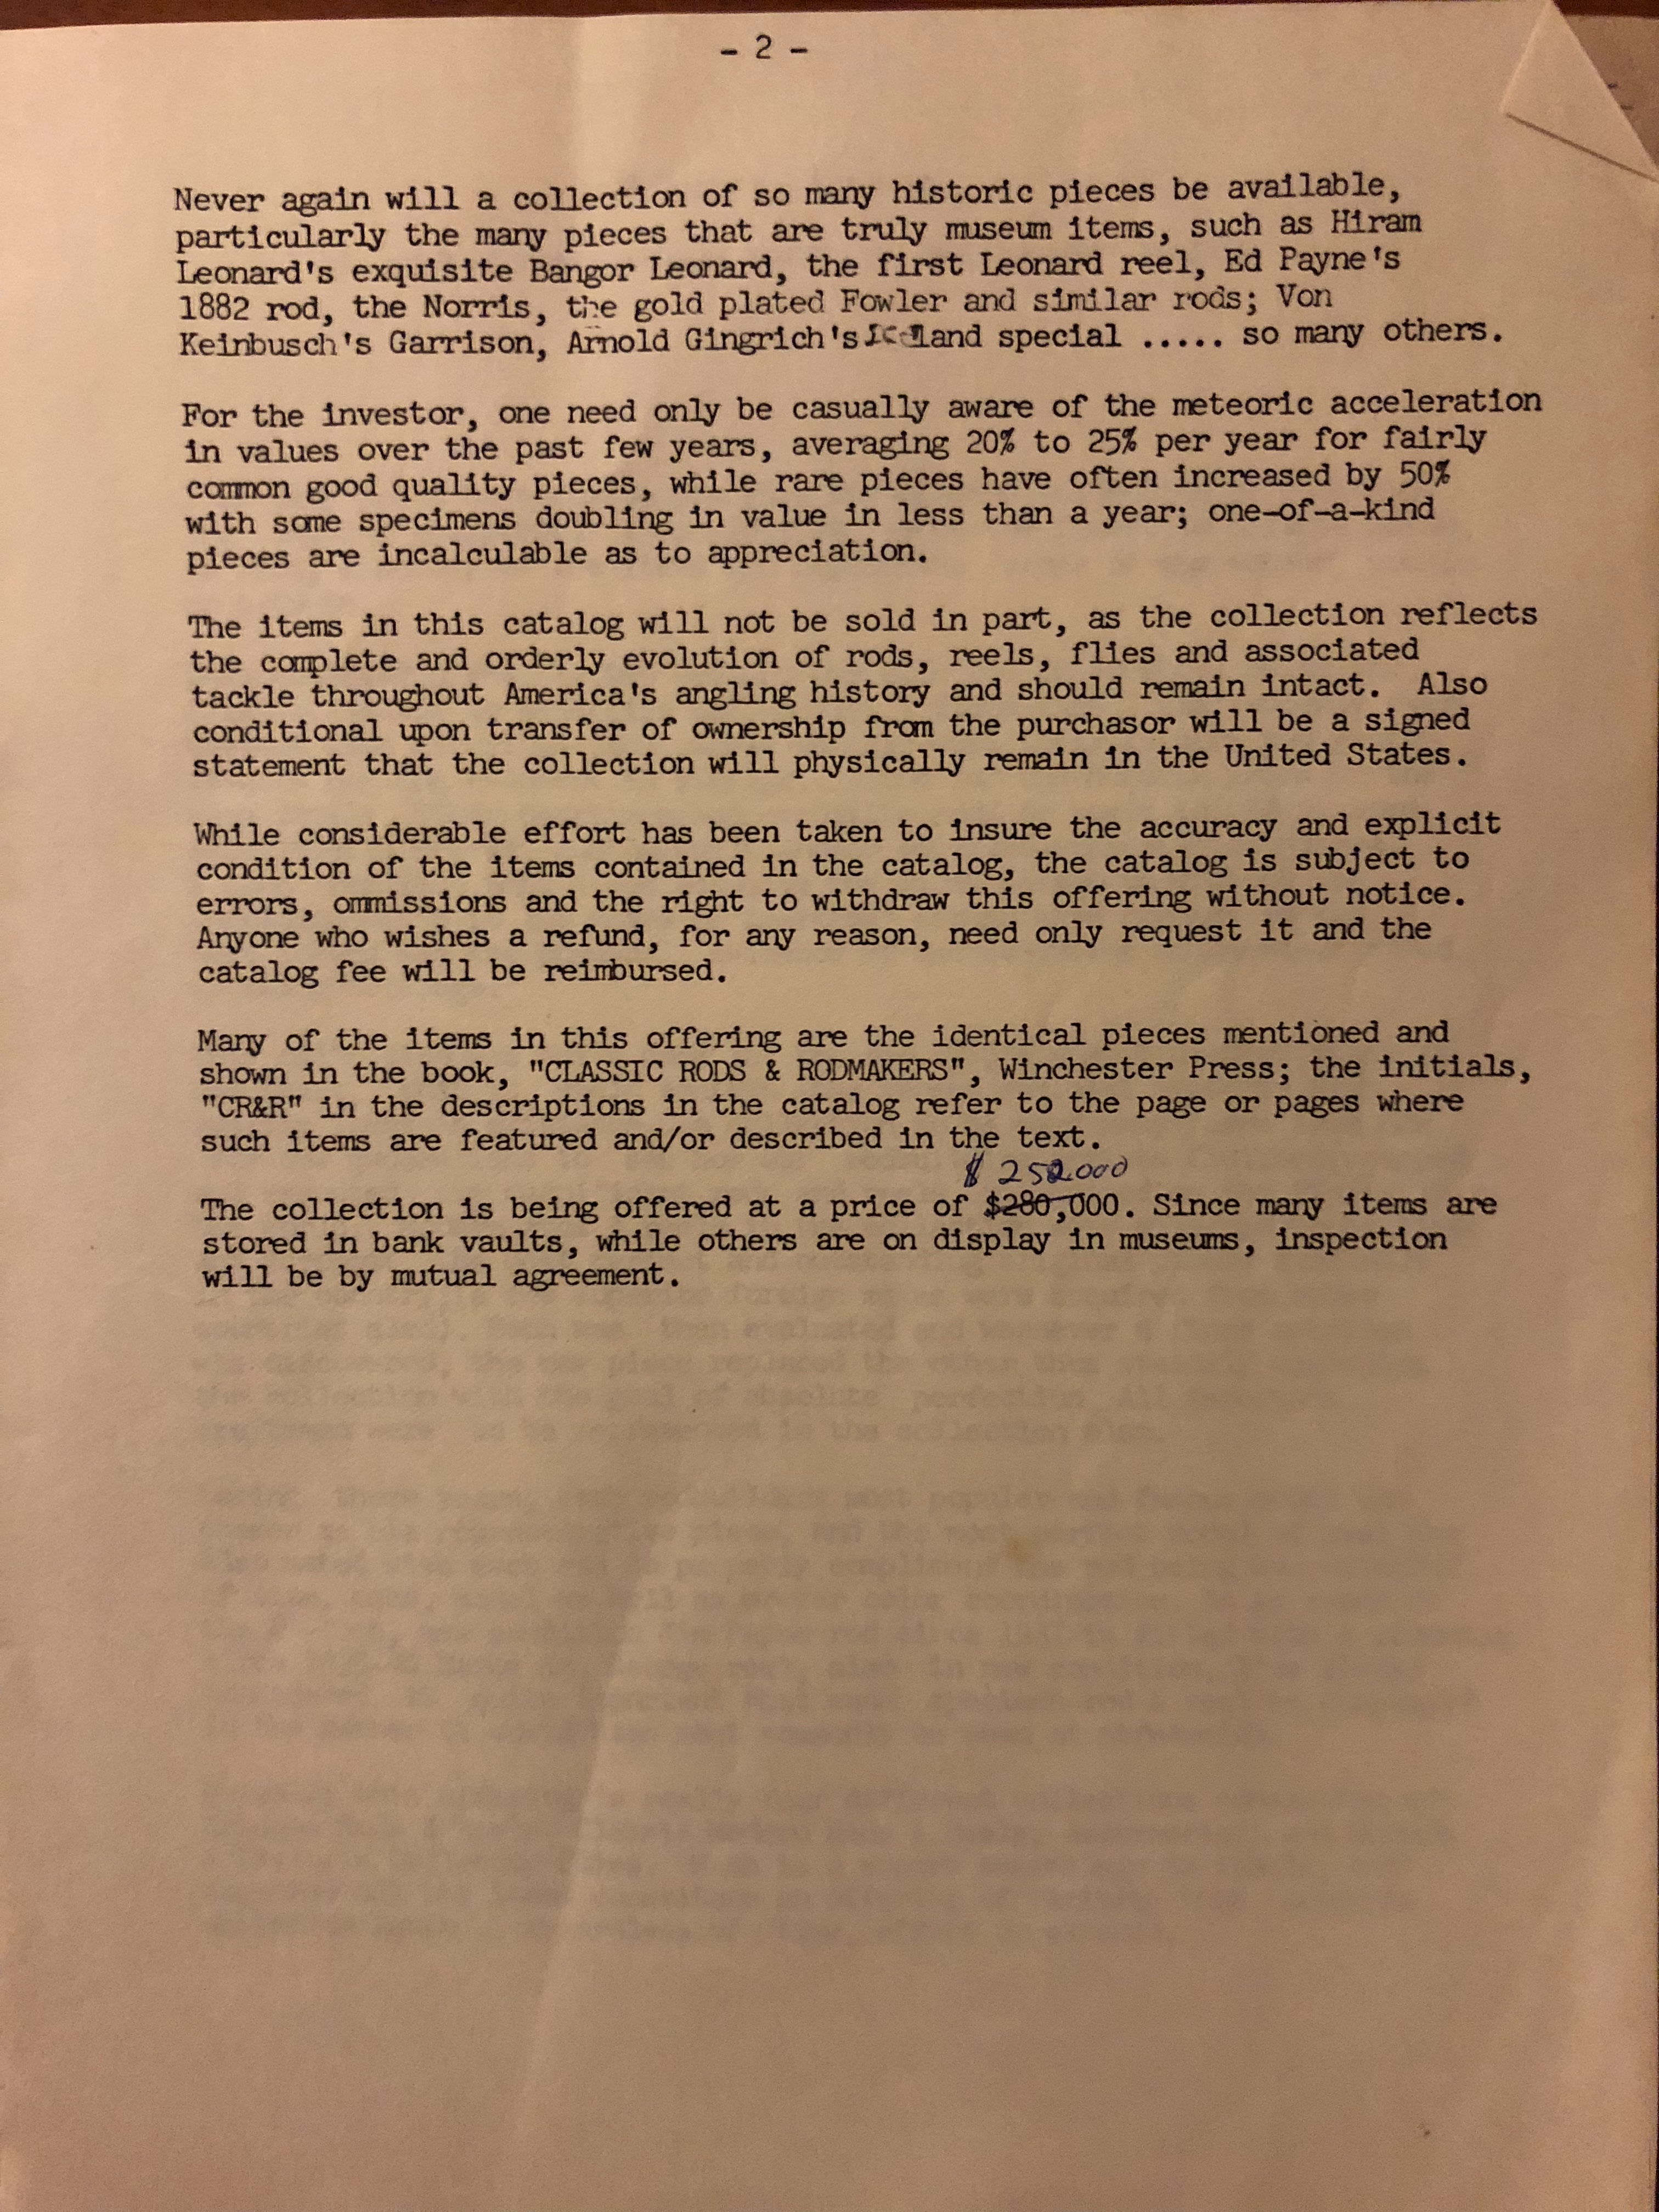 - 2 -
Never again will a collection of so many historic pieces be available,
particularly the many pieces that are truly museum items, such as Hiram
Leonard's exquisite Bangor Leonard, the first Leonard reel, Ed Payne's
1882 rod, the Norris, the gold plated Fowler and similar rods; Von
Keinbusch's Garrison, Arnold Gingrich's special ..... so many others.
For the investor, one need only be casually aware of the meteoric acceleration
in values over the past few years, averaging 20% to 25% per year for fairly
common good quality pieces, while rare pieces have often increased by 50%
with some specimens doubling in value in less than a year; one-of-a-kind
pieces are incalculable as to appreciation.
The items in this catalog will not be sold in part, as the collection reflects
the complete and orderly evolution of rods, reels, flies and associated
tackle throughout America's angling history and should remain intact. Also
conditional upon transfer of ownership from the purchasor will be a signed
statement that the collection will physically remain in the United States.
While considerable effort has been taken to insure the accuracy and explicit
condition of the items contained in the catalog, the catalog is subject to
errors, ommissions and the right to withdraw this offering without notice.
Anyone who wishes a refund, for any reason, need only request it and the
catalog fee will be reimbursed.
Many of the items in this offering are the identical pieces mentioned and
shown in the book, "CLASSIC RODS & RODMAKERS", Winchester Press; the initials,
"CR&R" in the descriptions in the catalog refer to the page or pages where
such items are featured and/or described in the text.
The collection is being offered at a price of $280,000. Since many items are
stored in bank vaults, while others are on display in museums, inspection
will be by mutual agreement.